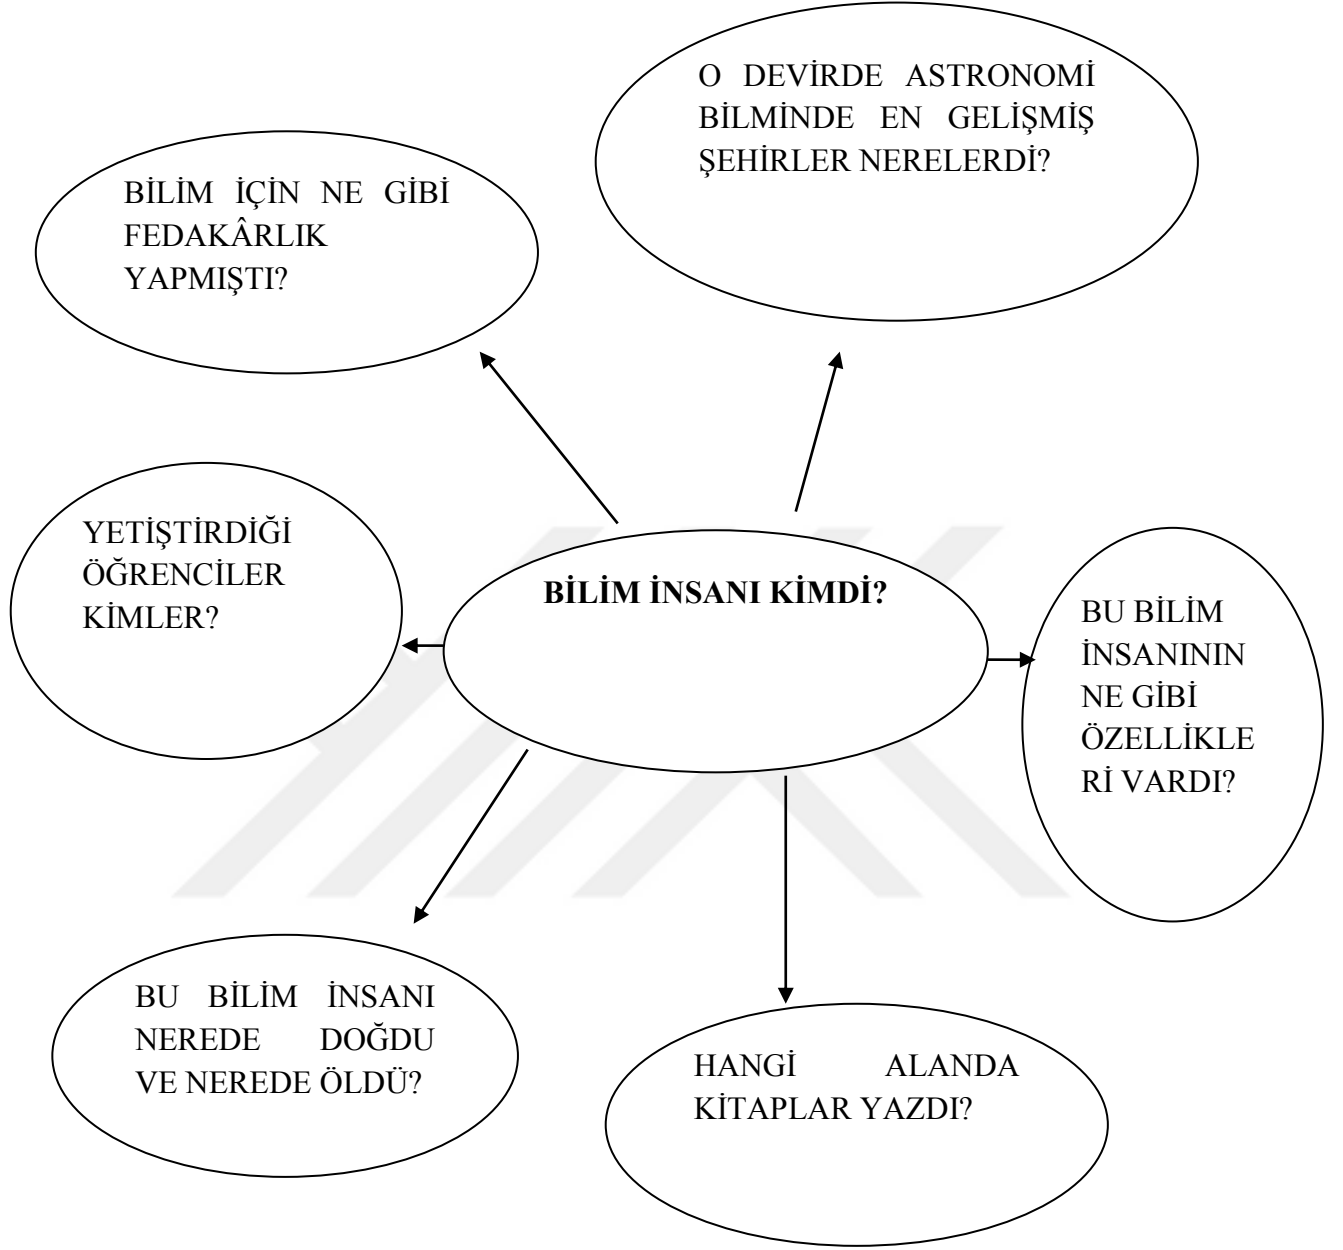 O DEVİRDE ASTRONOMİ
BİLMİNDE EN GELİŞMİŞ
ŞEHİRLER NERELERDİ?
BİLİM İÇİN NE GİBİ
FEDAKÂRLIK
YAPMIŞTI?
YETİŞTİRDİĞİ
ÖĞRENCİLER
KİMLER?
BİLİM İNSANI KİMDİ?
BU BİLİM
İNSANININ
NE GİBİ
ÖZELLİKLE
Rİ VARDI?
BU BİLİM İNSANI
NEREDE DOĞDU
VE NEREDE ÖLDÜ?
HANGİ ALANDA
KİTAPLAR YAZDI?